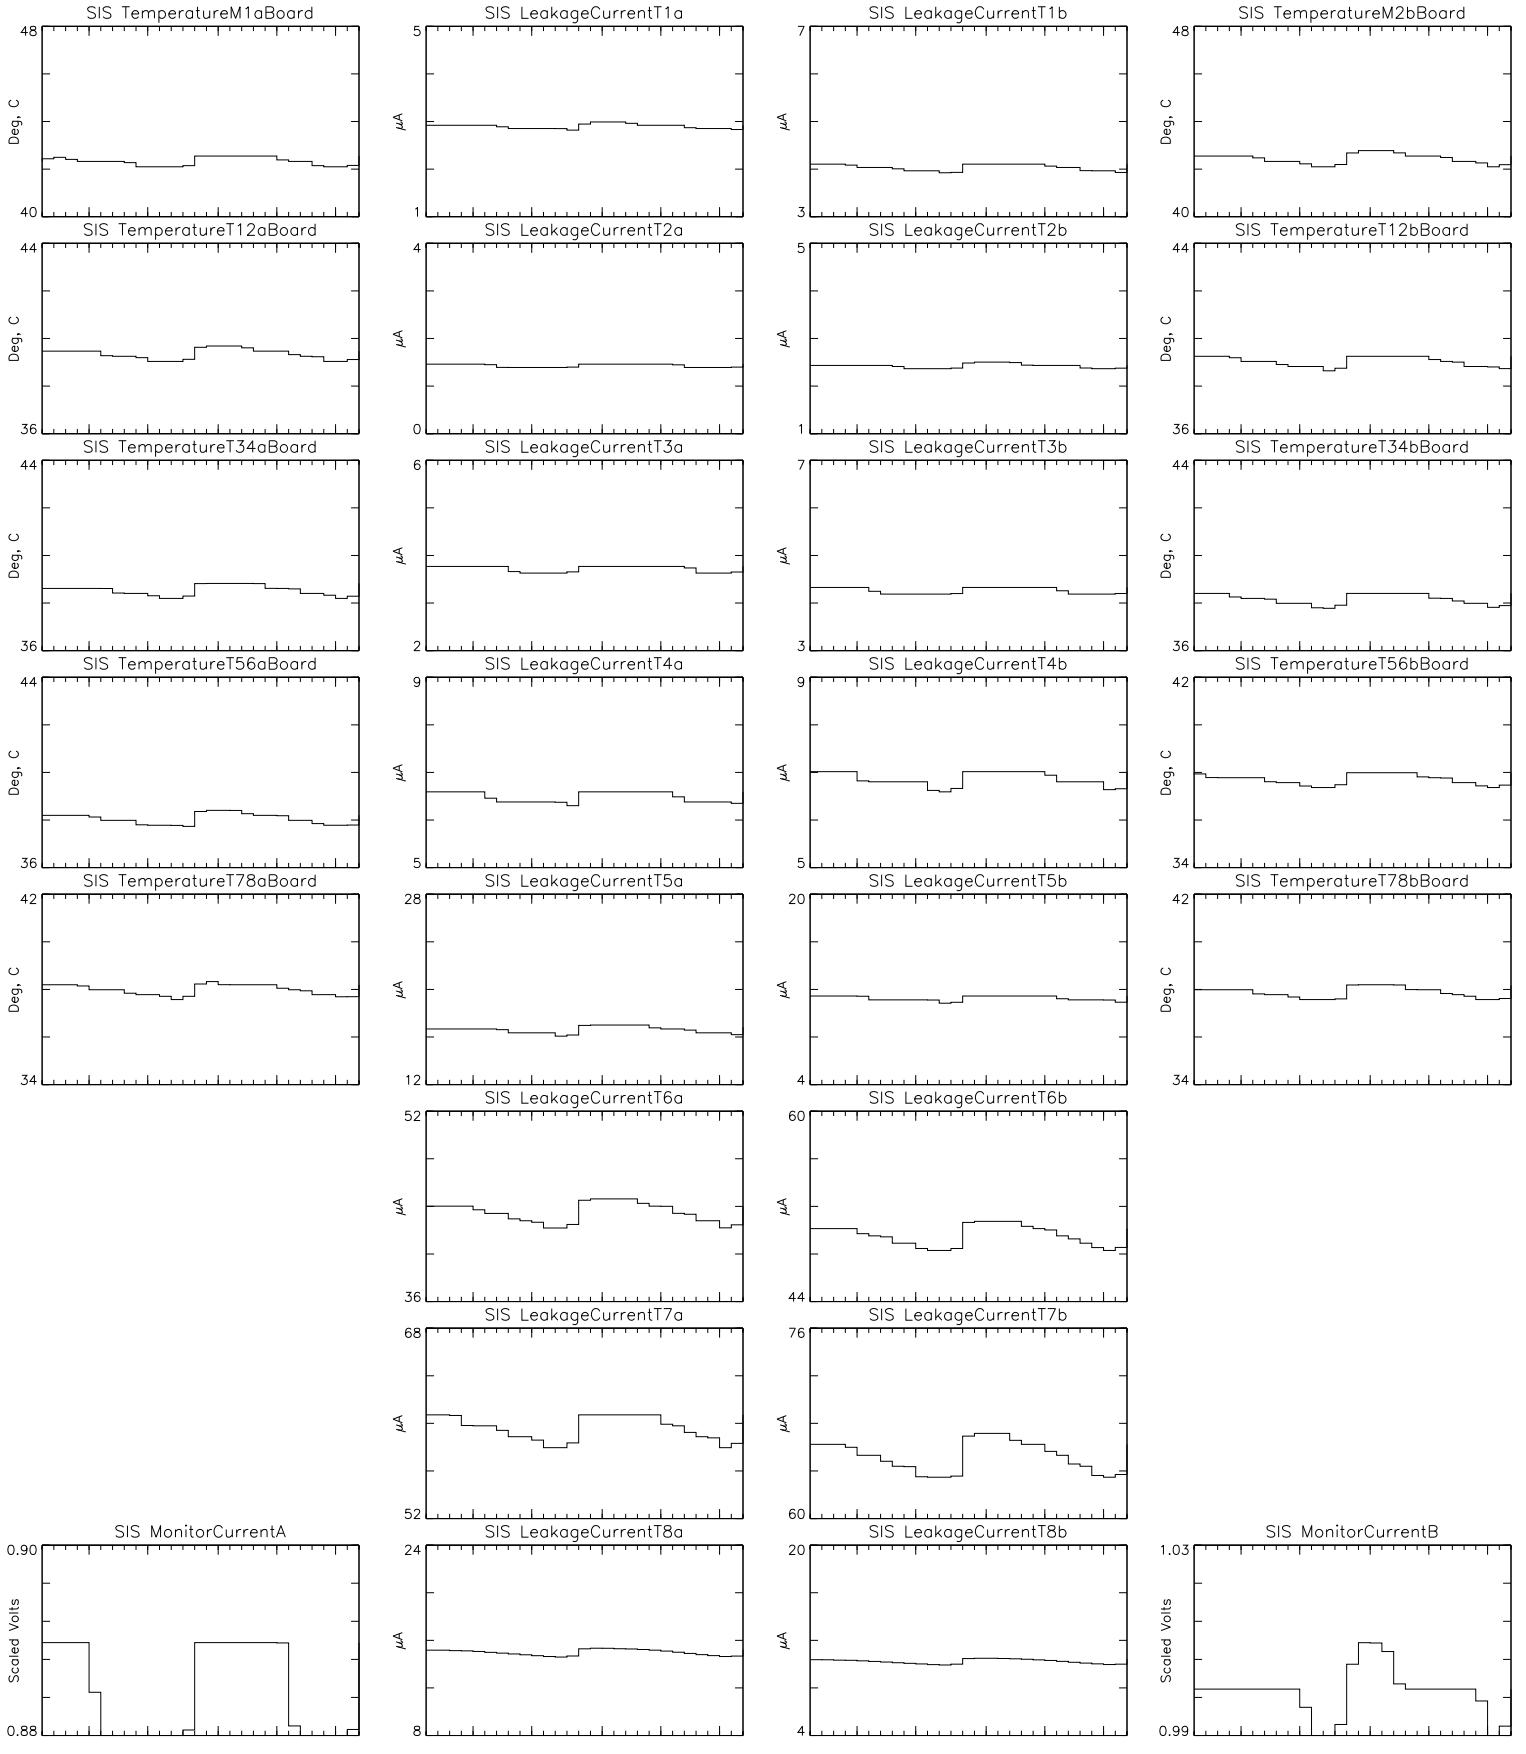 SIS TemperatureM1aBoard SIS LeakageCurrentT1a SIS LeakageCurrentT1b SIS TemperatureM2bBoard
48 5 7 48
Deg, C μA μA Deg, C
40 1 3 40
SIS TemperatureT12aBoard SIS LeakageCurrentT2a SIS LeakageCurrentT2b SIS TemperatureT12bBoard
44 4 5 44
Deg, C μA μA Deg, C
36 0 1 36
SIS TemperatureT34aBoard SIS LeakageCurrentT3a SIS LeakageCurrentT3b SIS TemperatureT34bBoard
44 6 7 44
Deg, C μA μA Deg, C
36 2 3 36
SIS TemperatureT56aBoard SIS LeakageCurrentT4a SIS LeakageCurrentT4b SIS TemperatureT56bBoard
44 9 9 42
Deg, C μA μA Deg, C
36 5 5 34
SIS TemperatureT78aBoard SIS LeakageCurrentT5a SIS LeakageCurrentT5b SIS TemperatureT78bBoard
42 28 20 42
Deg, C μA μA Deg, C
34 12 4 34
SIS LeakageCurrentT6a SIS LeakageCurrentT6b
52 60
μA μA
36 44
SIS LeakageCurrentT7a SIS LeakageCurrentT7b
68 76
μA μA
52 60
SIS MonitorCurrentA SIS LeakageCurrentT8a SIS LeakageCurrentT8b SIS MonitorCurrentB
0.90 24 20 1.03
Scaled Volts μA μA Scaled Volts
0.88 8 4 0.99